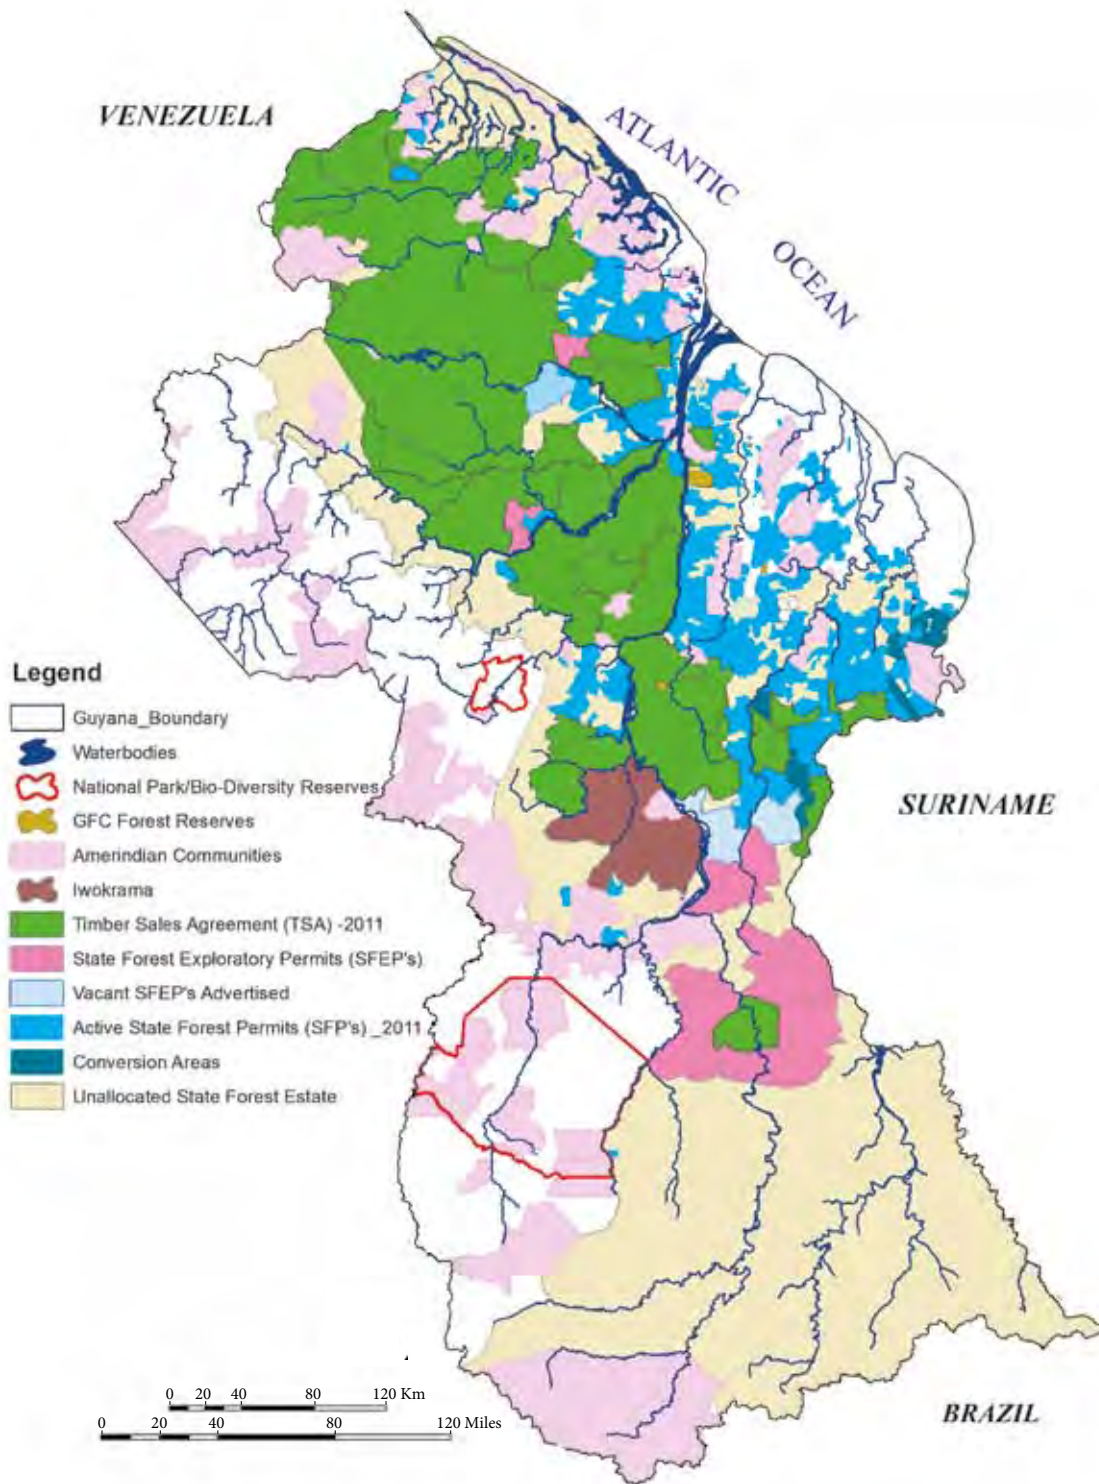 VENEZUELA
ATLANTIC
OCEAN
SURINAME
BRAZIL
Legend
Guyana_Boundary
Waterbodies
National Park/Bio-Diversity Reserves
GFC Forest Reserves
Amerindian Communities
Iwokrama
Timber Sales Agreement (TSA) -2011
State Forest Exploratory Permits (SFEP's)
Vacant SFEP's Advertised
Active State Forest Permits (SFP's) _2011
Conversion Areas
Unallocated State Forest Estate
0 20 40 80 120 Km
0 20 40 80 120 Miles